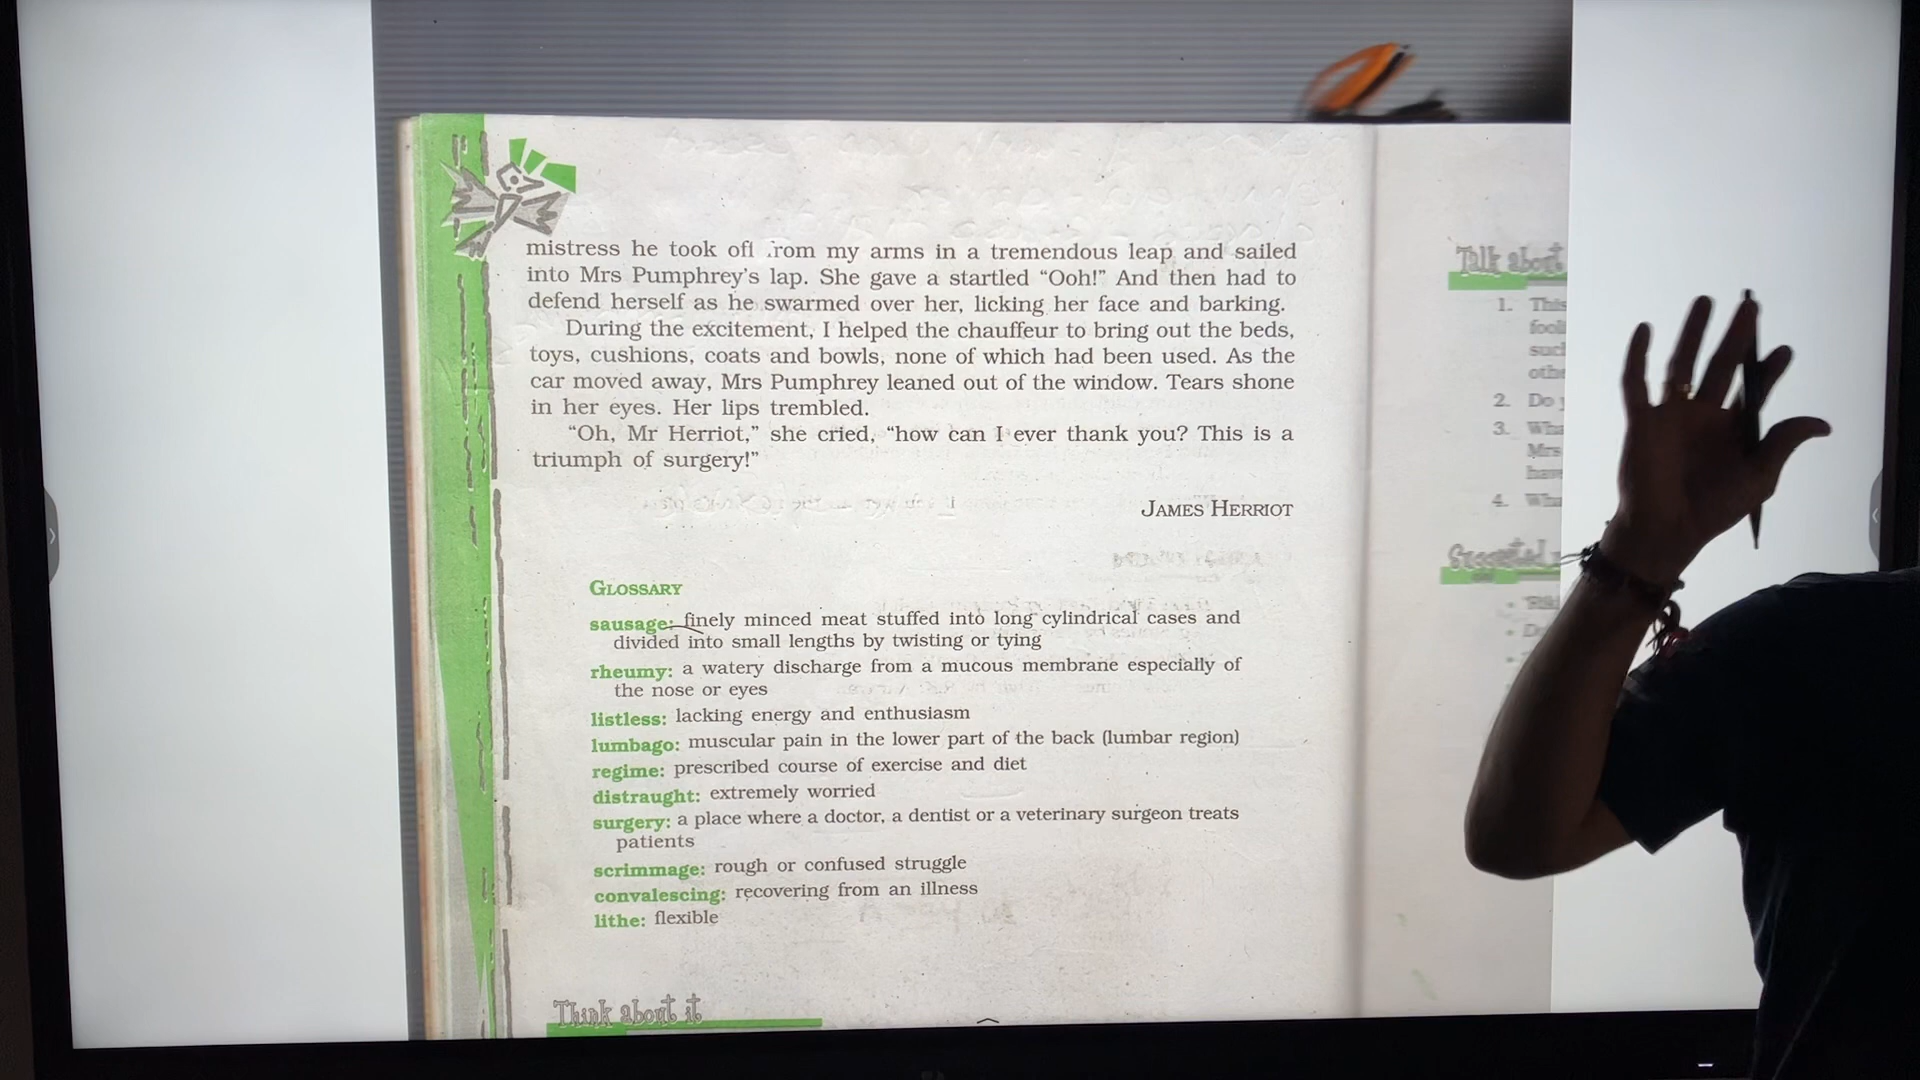 mistress he took off from my arms in a tremendous leap and sailed
into Mrs Pumphrey's lap. She gave a startled “Ooh!” And then had to
defend herself as he swarmed over her, licking her face and barking.
During the excitement, I helped the chauffeur to bring out the beds,
toys, cushions, coats and bowls, none of which had been used. As the
car moved away, Mrs Pumphrey leaned out of the window. Tears shone
in her eyes. Her lips trembled.
“Oh, Mr Herriot,” she cried, “how can I ever thank you? This is a
triumph of surgery!”
JAMES HERRIOT
GLOSSARY
sausage: finely minced meat stuffed into long cylindrical cases and
divided into small lengths by twisting or tying
rheumy: a watery discharge from a mucous membrane especially of
the nose or eyes
listless: lacking energy and enthusiasm
lumbago: muscular pain in the lower part of the back (lumbar region)
regime: prescribed course of exercise and diet
distraught: extremely worried
surgery: a place where a doctor, a dentist or a veterinary surgeon treats
patients
scrimmage: rough or confused struggle
convalescing: recovering from an illness
lithe: flexible
Think about it
Talk about
1. This
2. Do
3.
Mrs
4.